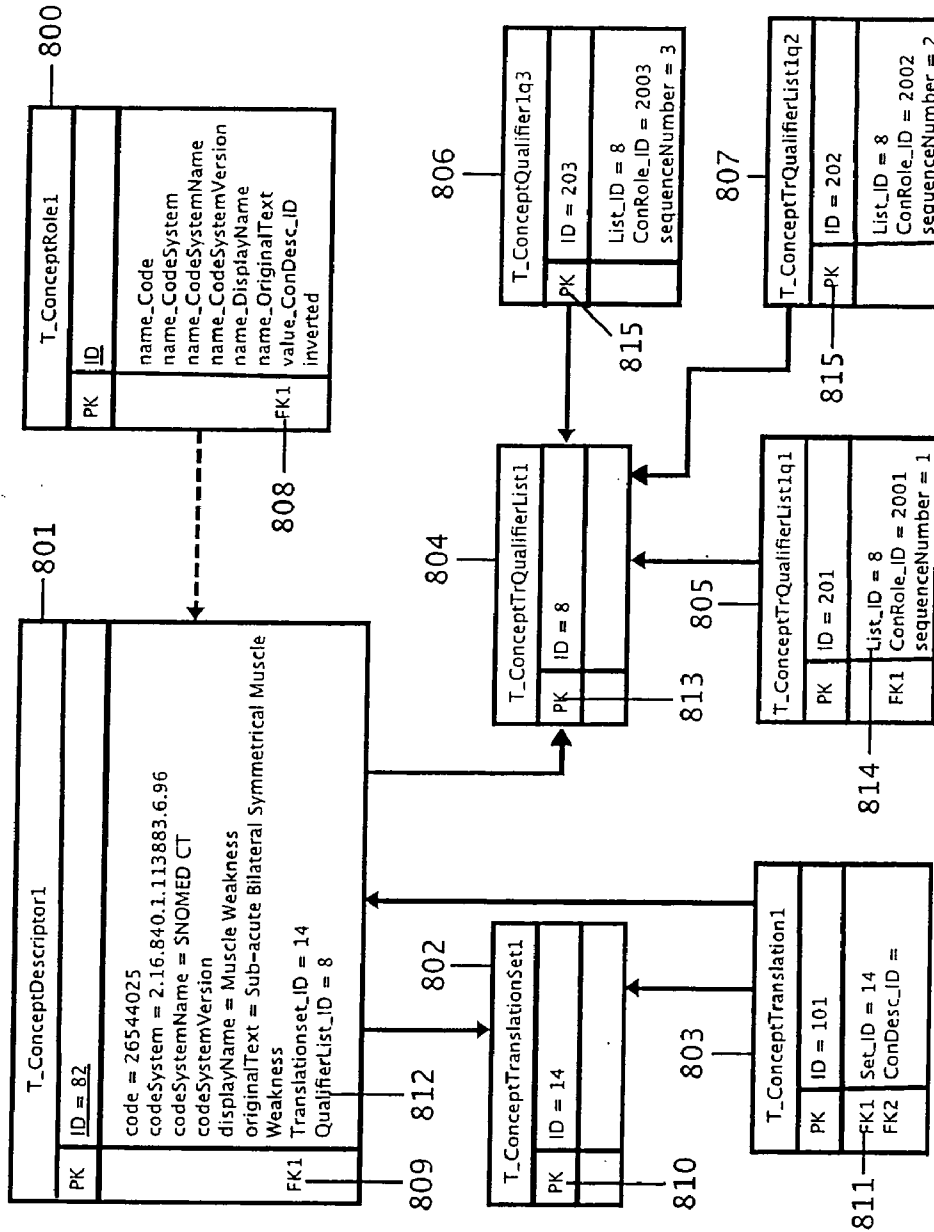 800
T_ConceptRole1
PK ID
name_Code
name_CodeSystem
name_CodeSystemName
name_CodeSystemVersion
name_DisplayName
name_OriginalText
FK1 value_ConDesc_ID
inverted
808
801
T_ConceptDescriptor1
PK ID = 82
code = 26544025
codeSystem = 2.16.840.1.113883.6.96
codeSystemName = SNOMED CT
codeSystemVersion
displayName = Muscle Weakness
originalText = Sub-acute Bilateral Symmetrical Muscle
Weakness
FK1 Translationset_ID = 14
QualifierList_ID = 8
809
812
806
T_ConceptQualifier1q3
PK ID = 203
List_ID = 8
ConRole_ID = 2003
sequenceNumber = 3
815
804
T_ConceptTrQualifierList1
PK ID = 8
813
802
T_ConceptTranslationSet1
PK ID = 14
810
807
T_ConceptTrQualifierList1q2
PK ID = 202
List_ID = 8
ConRole_ID = 2002
sequenceNumber = 2
815
805
T_ConceptTrQualifierList1q1
PK ID = 201
List_ID = 8
FK1 ConRole_ID = 2001
sequenceNumber = 1
814
803
T_ConceptTranslation1
PK ID = 101
FK1 Set_ID = 14
FK2 ConDesc_ID =
811